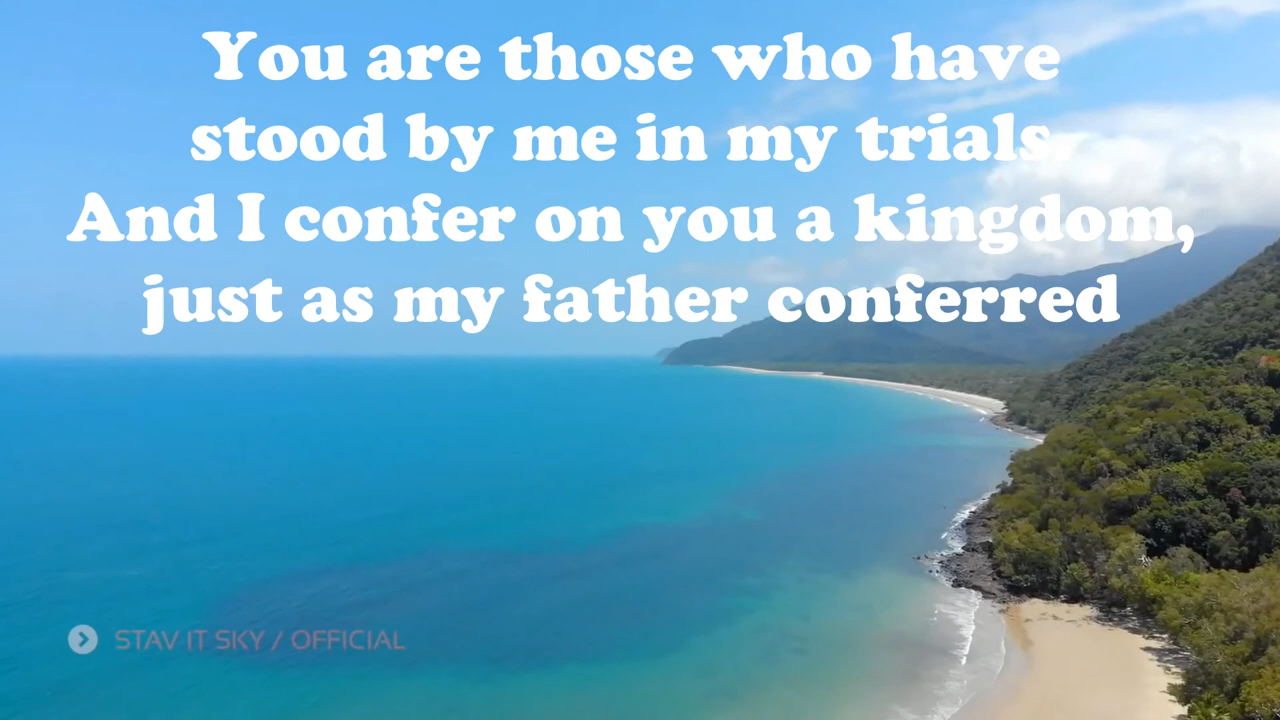 You are those who have
stood by me in my trials.
And I confer on you a kingdom,
just as my father conferred
STAV IT SKY / OFFICIAL